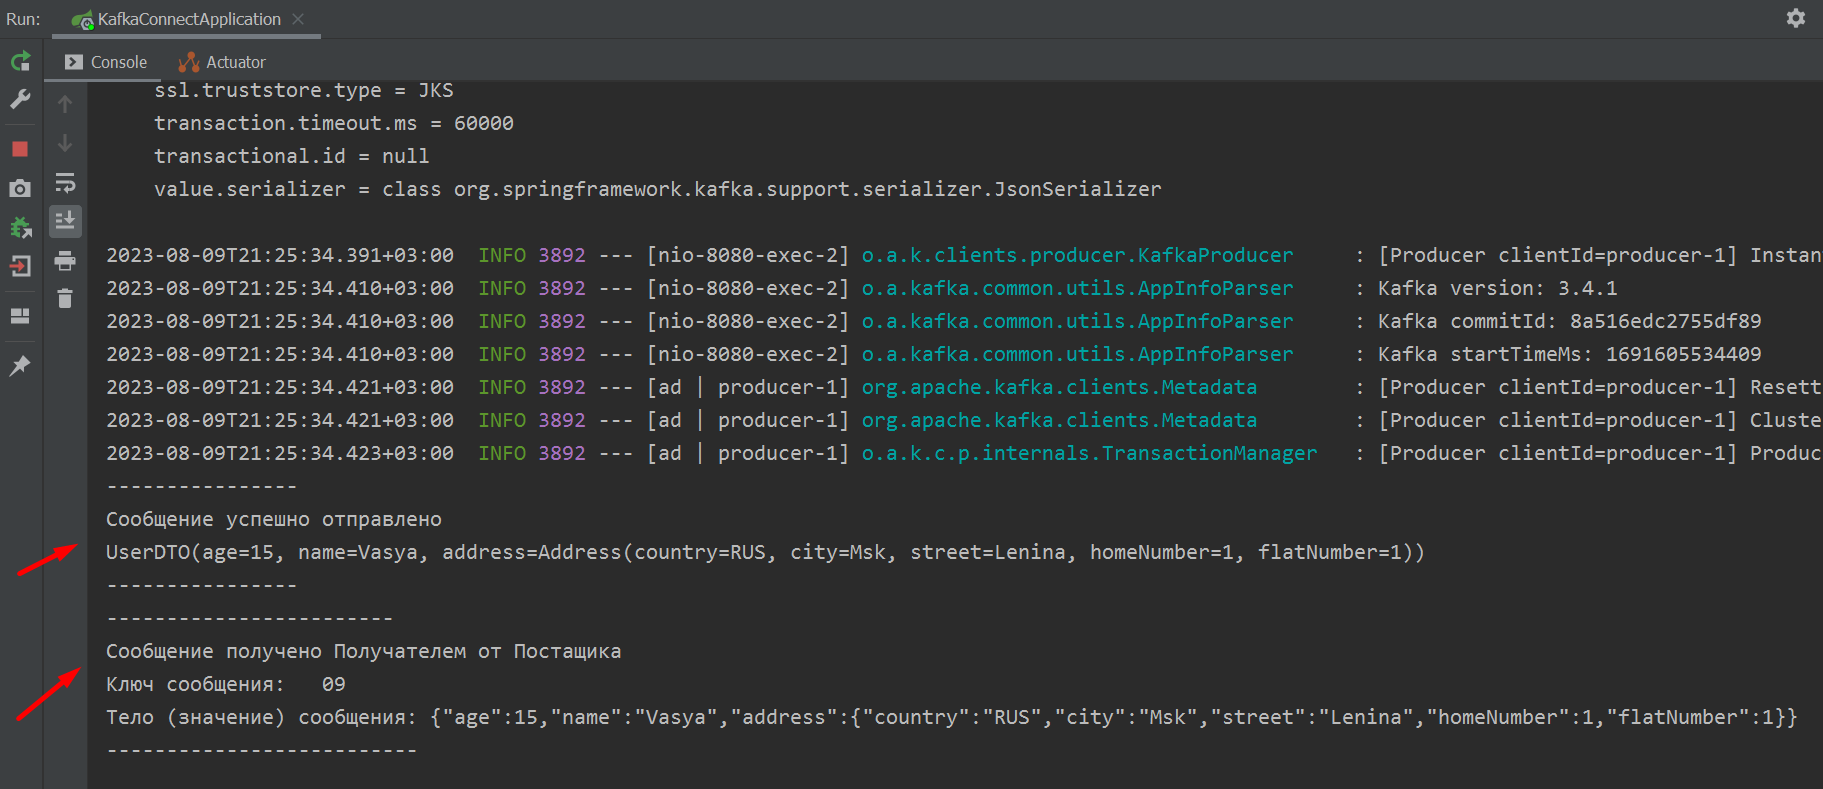 Run: KafkaConnectApplication
Console Actuator
ssl.truststore.type = JKS
transaction.timeout.ms = 60000
transactional.id = null
value.serializer = class org.springframework.kafka.support.serializer.JsonSerializer
2023-08-09T21:25:34.391+03:00  INFO 3892 --- [nio-8080-exec-2] o.a.k.clients.producer.KafkaProducer     : [Producer clientId=producer-1] Instan
2023-08-09T21:25:34.410+03:00  INFO 3892 --- [nio-8080-exec-2] o.a.kafka.common.utils.AppInfoParser     : Kafka version: 3.4.1
2023-08-09T21:25:34.410+03:00  INFO 3892 --- [nio-8080-exec-2] o.a.kafka.common.utils.AppInfoParser     : Kafka commitId: 8a516edc2755df89
2023-08-09T21:25:34.410+03:00  INFO 3892 --- [nio-8080-exec-2] o.a.kafka.common.utils.AppInfoParser     : Kafka startTimeMs: 1691605534409
2023-08-09T21:25:34.421+03:00  INFO 3892 --- [ad | producer-1] org.apache.kafka.clients.Metadata        : [Producer clientId=producer-1] Resett
2023-08-09T21:25:34.421+03:00  INFO 3892 --- [ad | producer-1] org.apache.kafka.clients.Metadata        : [Producer clientId=producer-1] Cluste
2023-08-09T21:25:34.423+03:00  INFO 3892 --- [ad | producer-1] o.a.k.c.p.internals.TransactionManager   : [Producer clientId=producer-1] Produc
----------------
Сообщение успешно отправлено
UserDTO(age=15, name=Vasya, address=Address(country=RUS, city=Msk, street=Lenina, homeNumber=1, flatNumber=1))
----------------
------------------------
Сообщение получено Получателем от Постащика
Ключ сообщения:   09
Тело (значение) сообщения: {"age":15,"name":"Vasya","address":{"country":"RUS","city":"Msk","street":"Lenina","homeNumber":1,"flatNumber":1}}
--------------------------